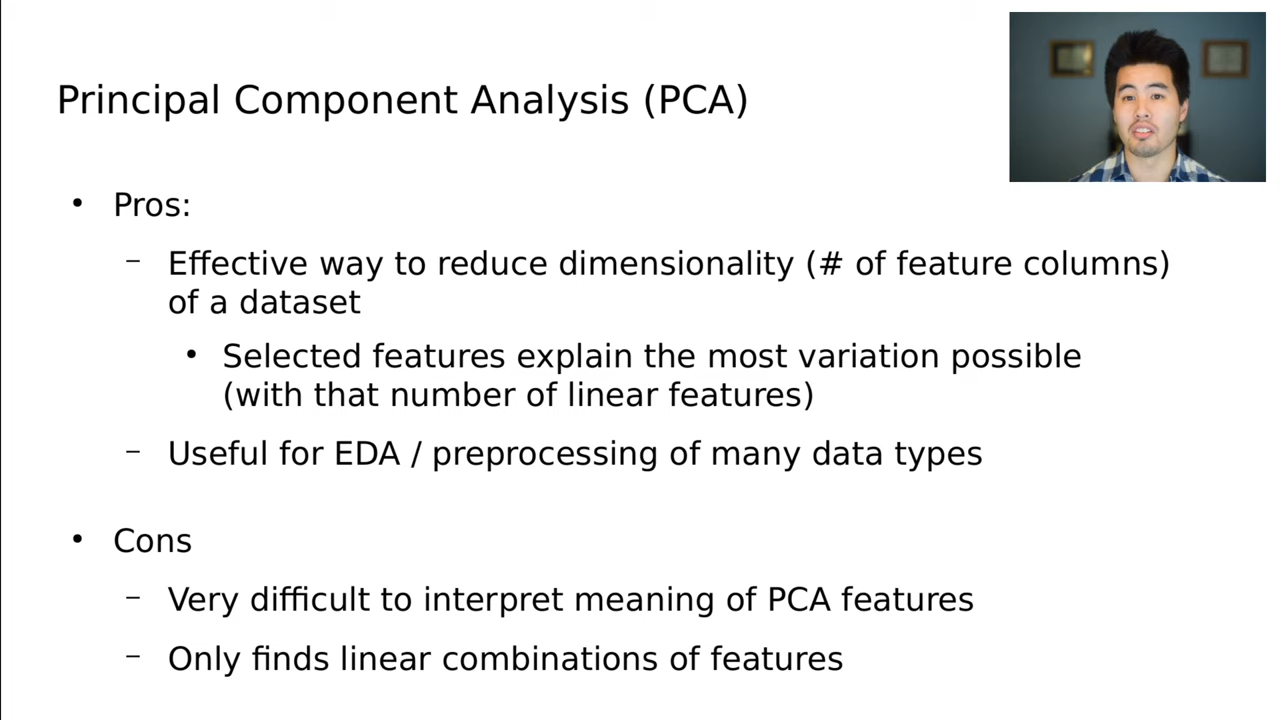 Principal Component Analysis (PCA)
• Pros:
– Effective way to reduce dimensionality (# of feature columns)
of a dataset
• Selected features explain the most variation possible
(with that number of linear features)
– Useful for EDA / preprocessing of many data types
• Cons
– Very difficult to interpret meaning of PCA features
– Only finds linear combinations of features